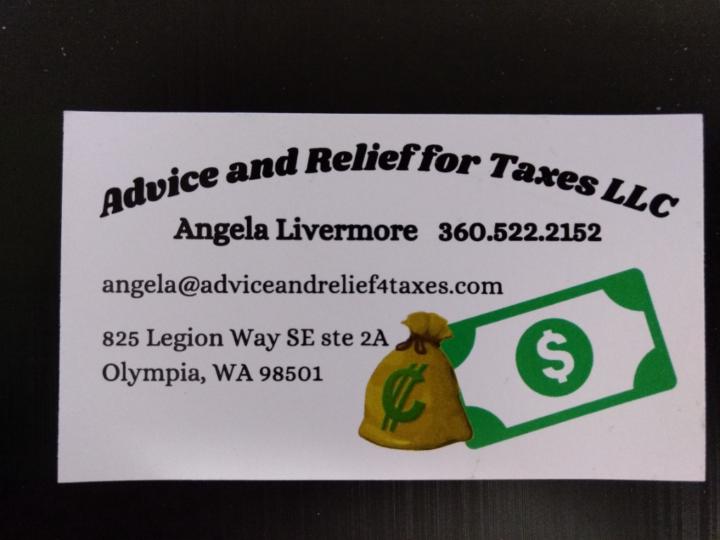 Advice and Relief for Taxes LLC
Angela Livermore 360.522.2152
angela@adviceandrelief4taxes.com
825 Legion Way SE ste 2A
Olympia, WA 98501
₡
$